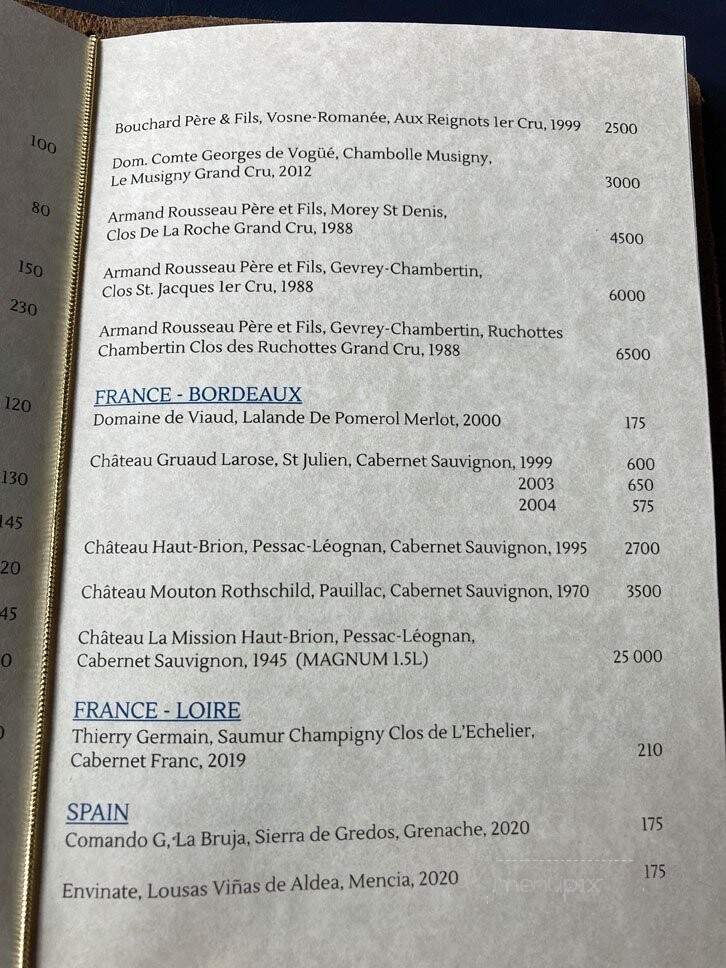 100
80
150
230
120
130
145
20
45
0
Bouchard Père & Fils, Vosne-Romanée, Aux Reignots 1er Cru, 1999 2500
Dom. Comte Georges de Vogüé, Chambolle Musigny,
Le Musigny Grand Cru, 2012 3000
Armand Rousseau Père et Fils, Morey St Denis,
Clos De La Roche Grand Cru, 1988 4500
Armand Rousseau Père et Fils, Gevrey-Chambertin,
Clos St. Jacques 1er Cru, 1988 6000
Armand Rousseau Père et Fils, Gevrey-Chambertin, Ruchottes
Chambertin Clos des Ruchottes Grand Cru, 1988 6500
FRANCE - BORDEAUX
Domaine de Viaud, Lalande De Pomerol Merlot, 2000 175
Château Gruaud Larose, St Julien, Cabernet Sauvignon, 1999 600
2003 650
2004 575
Château Haut-Brion, Pessac-Léognan, Cabernet Sauvignon, 1995 2700
Château Mouton Rothschild, Pauillac, Cabernet Sauvignon, 1970 3500
Château La Mission Haut-Brion, Pessac-Léognan,
Cabernet Sauvignon, 1945 (MAGNUM 1.5L) 25 000
FRANCE - LOIRE
Thierry Germain, Saumur Champigny Clos de L'Echelier,
Cabernet Franc, 2019 210
SPAIN
Comando G, La Bruja, Sierra de Gredos, Grenache, 2020 175
Envinate, Lousas Viñas de Aldea, Mencia, 2020 175
menupix